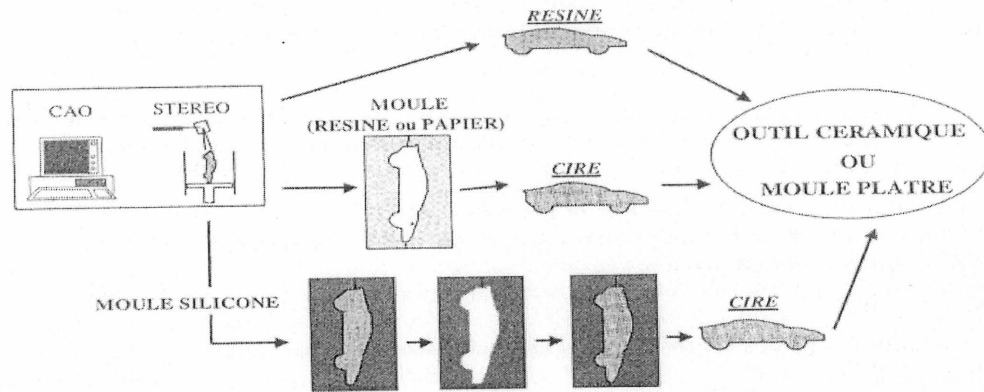 RESINE
CAO STEREO
MOULE
(RESINE ou PAPIER)
CIRE
OUTIL CERAMIQUE
OU
MOULE PLATRE
MOULE SILICONE
CIRE